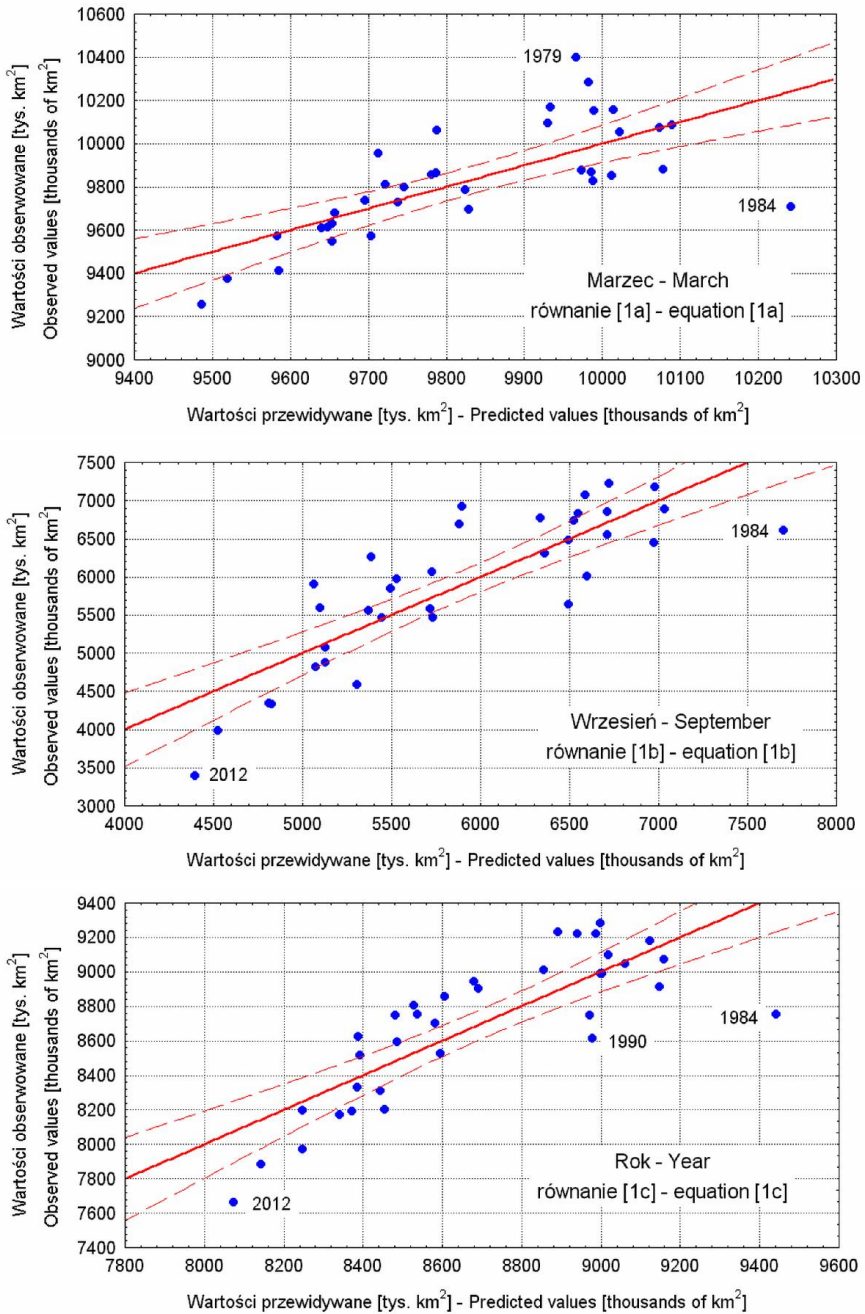 Wartości obserwowane [tys. km²]
Observed values [thousands of km²]
10600
10400
10200
10000
9800
9600
9400
9200
9000
1979
1984
Marzec - March
równanie [1a] - equation [1a]
9400 9500 9600 9700 9800 9900 10000 10100 10200 10300
Wartości przewidywane [tys. km²] - Predicted values [thousands of km²]
Wartości obserwowane [tys. km²]
Observed values [thousands of km²]
7500
7000
6500
6000
5500
5000
4500
4000
3500
3000
1984
2012
Wrzesień - September
równanie [1b] - equation [1b]
4000 4500 5000 5500 6000 6500 7000 7500 8000
Wartości przewidywane [tys. km²] - Predicted values [thousands of km²]
Wartości obserwowane [tys. km²]
Observed values [thousands of km²]
9400
9200
9000
8800
8600
8400
8200
8000
7800
7600
7400
1984
1990
2012
Rok - Year
równanie [1c] - equation [1c]
7800 8000 8200 8400 8600 8800 9000 9200 9400 9600
Wartości przewidywane [tys. km²] - Predicted values [thousands of km²]